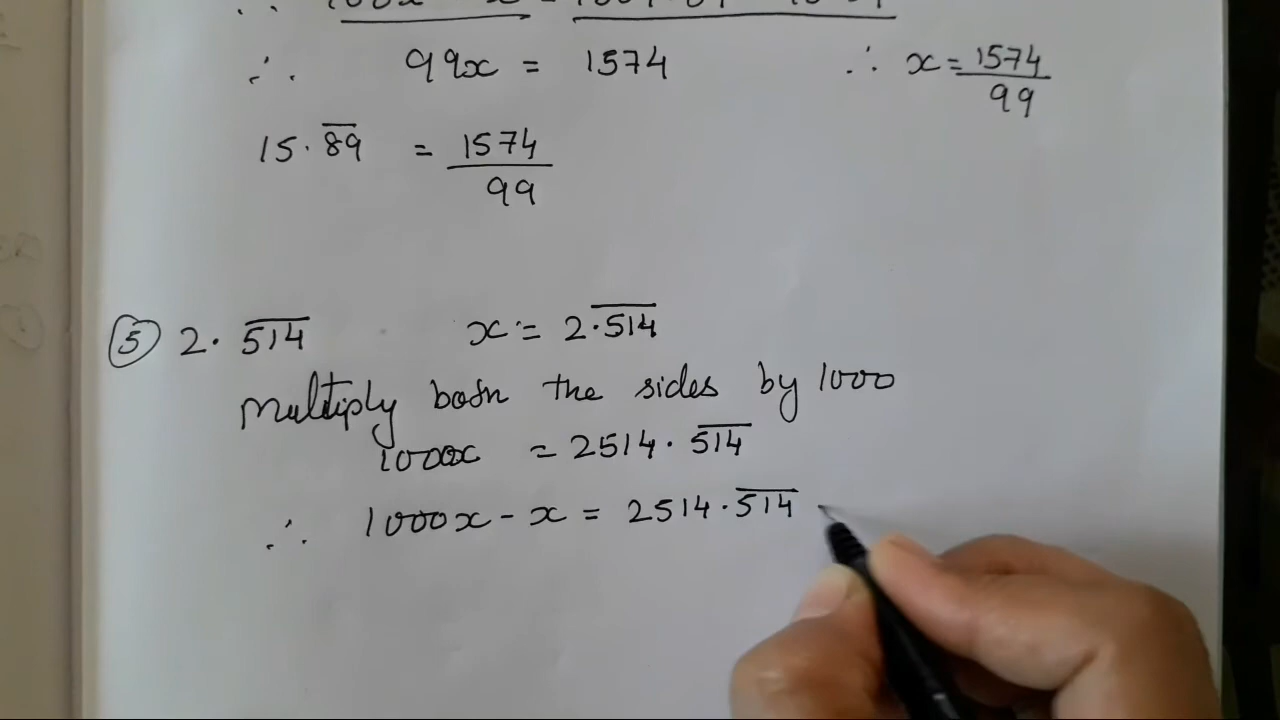 ∴ 99x = 1574 ∴ x = 1574/99
15.8̅9̅ = 1574/99
⑤ 2.5̅1̅4̅ x = 2.5̅1̅4̅
Multiply both the sides by 1000
1000x = 2514.5̅1̅4̅
∴ 1000x - x = 2514.5̅1̅4̅